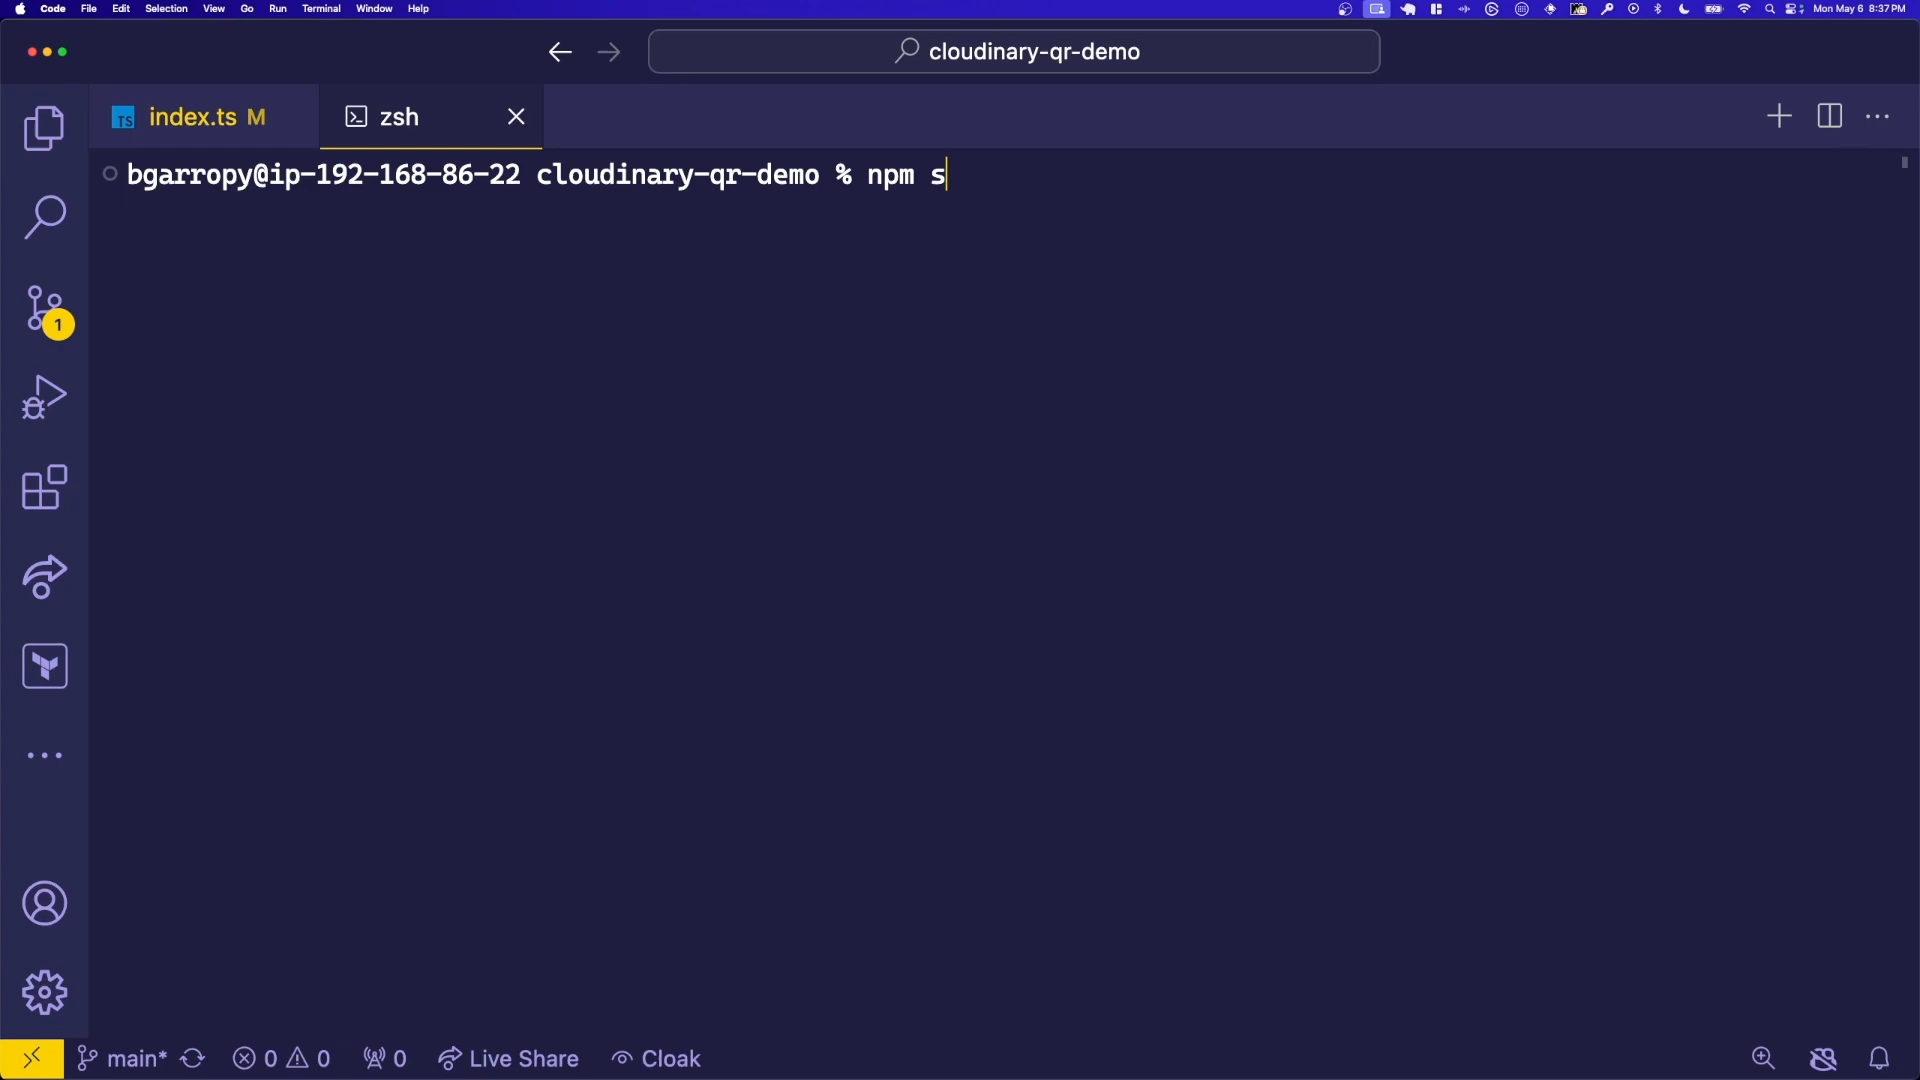 Code File Edit Selection View Go Run Terminal Window Help Mon May 6 8:37 PM
cloudinary-qr-demo
TS index.ts M zsh
bgarropy@ip-192-168-86-22 cloudinary-qr-demo % npm s
1
main* 0 0 0 Live Share Cloak